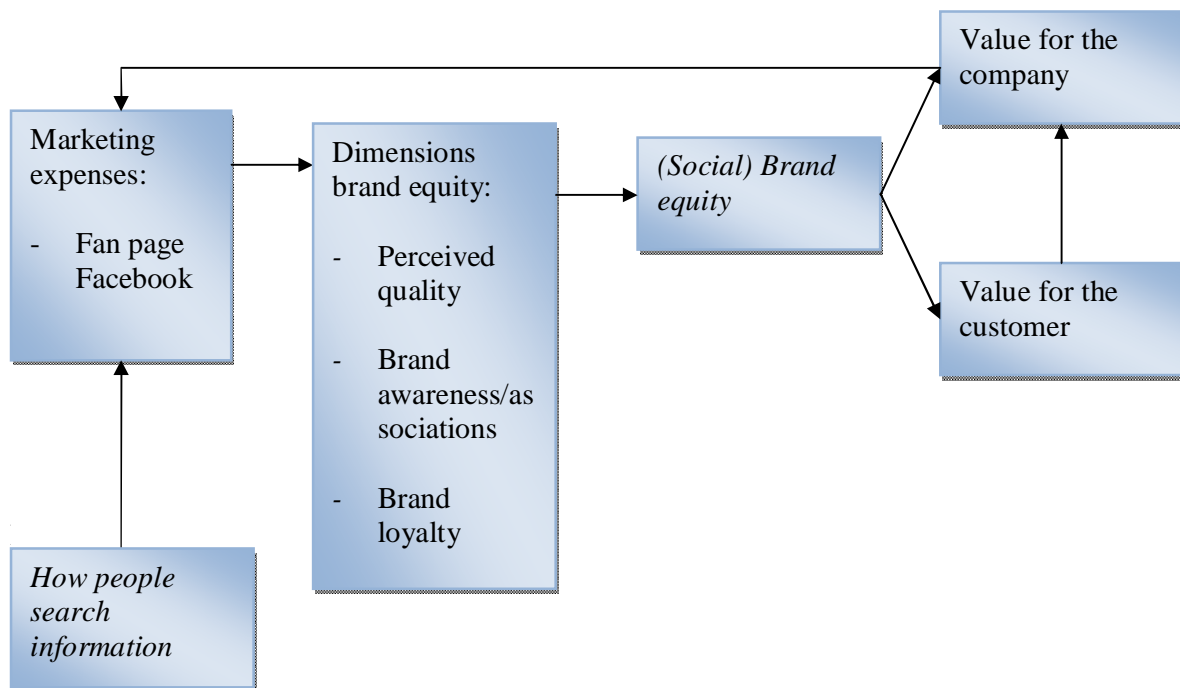 Value for the
company
Marketing
expenses:
- Fan page
Facebook
Dimensions
brand equity:
- Perceived
quality
- Brand
awareness/as
sociations
- Brand
loyalty
(Social) Brand
equity
Value for the
customer
How people
search
information